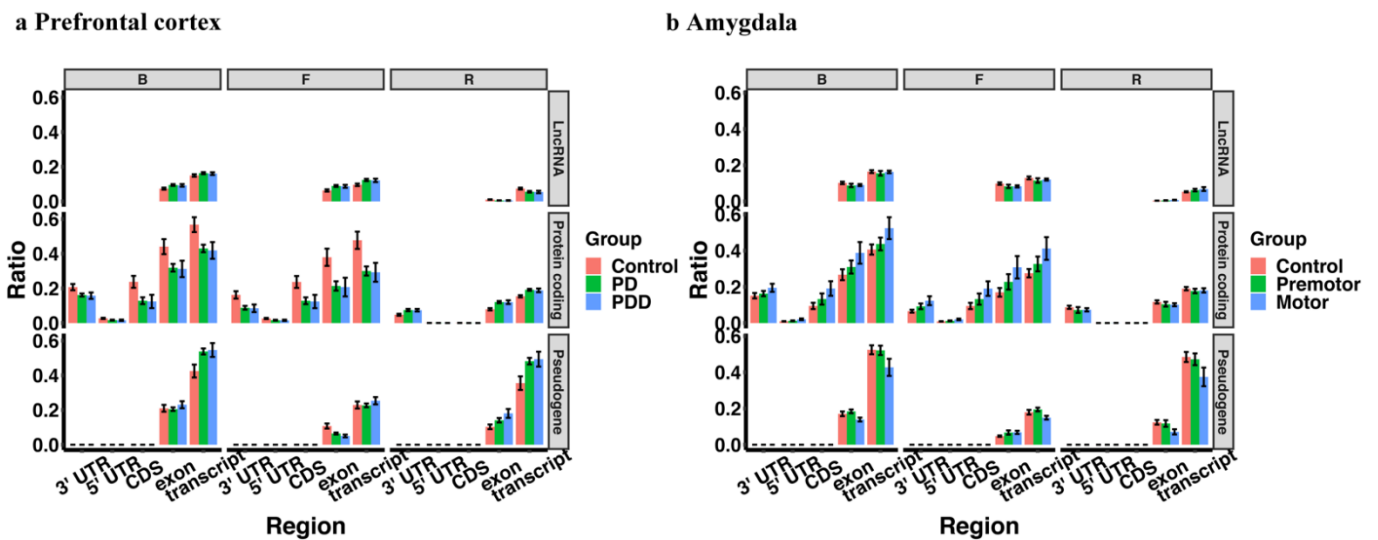 a Prefrontal cortex
B F R
0.6
0.4
0.2
0.0
LncRNA
0.6
0.4
0.2
0.0
Protein coding
0.6
0.4
0.2
0.0
Pseudogene
Ratio
3' UTR 5' UTR CDS exon transcript 3' UTR 5' UTR CDS exon transcript 3' UTR 5' UTR CDS exon transcript
Region
Group
Control
PD
PDD
b Amygdala
B F R
0.6
0.4
0.2
0.0
LncRNA
0.6
0.4
0.2
0.0
Protein coding
0.6
0.4
0.2
0.0
Pseudogene
Ratio
3' UTR 5' UTR CDS exon transcript 3' UTR 5' UTR CDS exon transcript 3' UTR 5' UTR CDS exon transcript
Region
Group
Control
Premotor
Motor